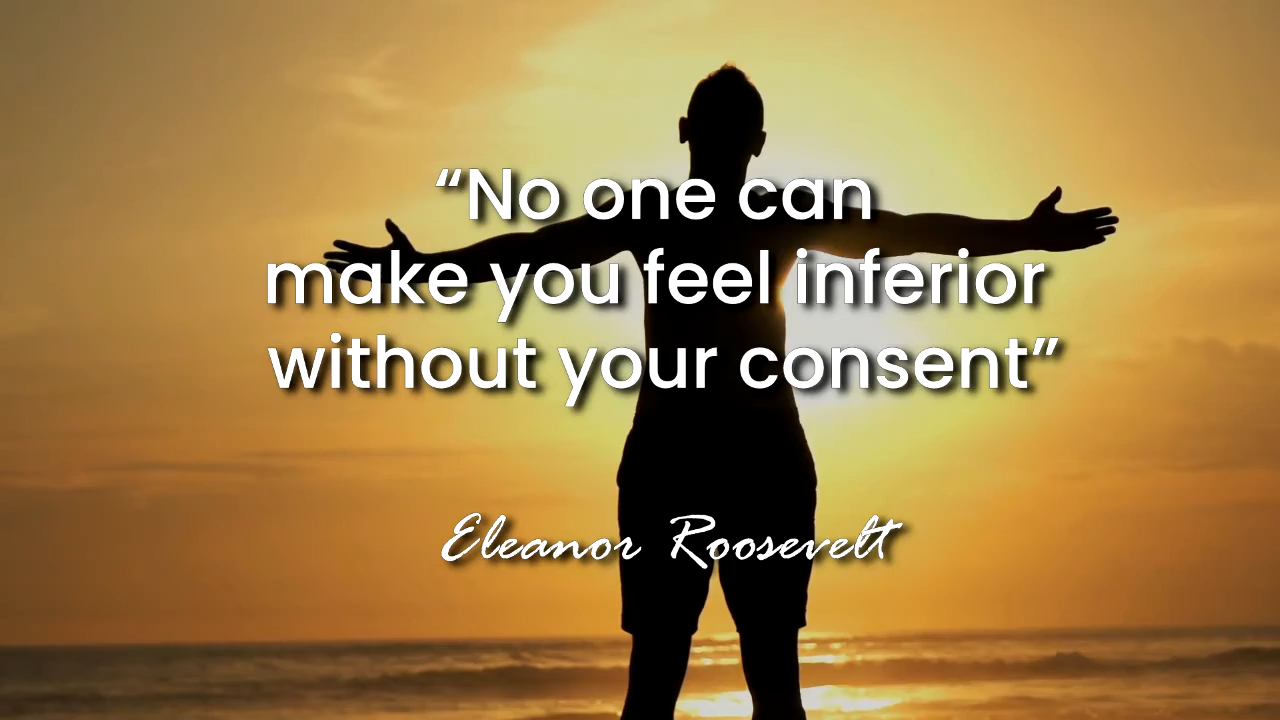 “No one can
make you feel inferior
without your consent”
Eleanor Roosevelt